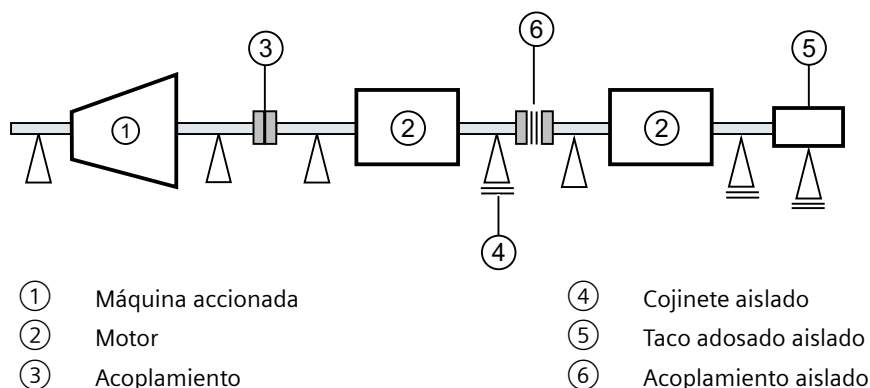 ③ ⑥ ⑤
① ② ②
④
① Máquina accionada
② Motor
③ Acoplamiento
④ Cojinete aislado
⑤ Taco adosado aislado
⑥ Acoplamiento aislado